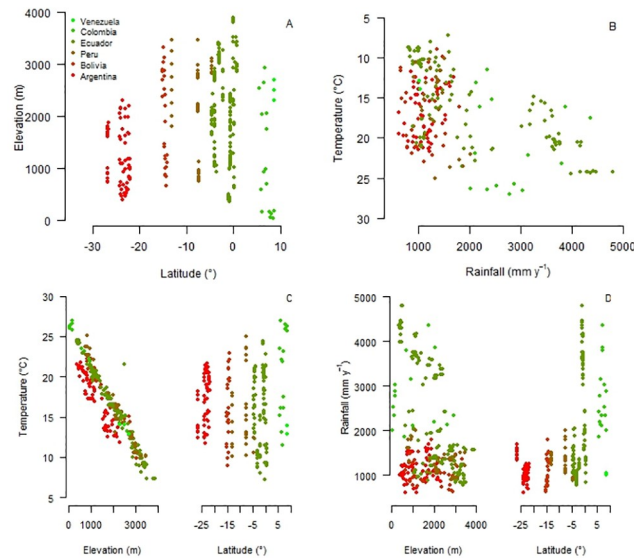 A
Venezuela
Colombia
Ecuador
Peru
Bolivia
Argentina
Elevation (m)
4000
3000
2000
1000
0
-30 -20 -10 0 10
Latitude (°)
B
Temperature (°C)
5
10
15
20
25
30
1000 2000 3000 4000 5000
Rainfall (mm y⁻¹)
C
Temperature (°C)
30
25
20
15
10
5
0 1000 3000 -25 -15 -5 5
Elevation (m) Latitude (°)
D
Rainfall (mm y⁻¹)
5000
4000
3000
2000
1000
0 1000 2000 3000 4000 -25 -15 -5 5
Elevation (m) Latitude (°)